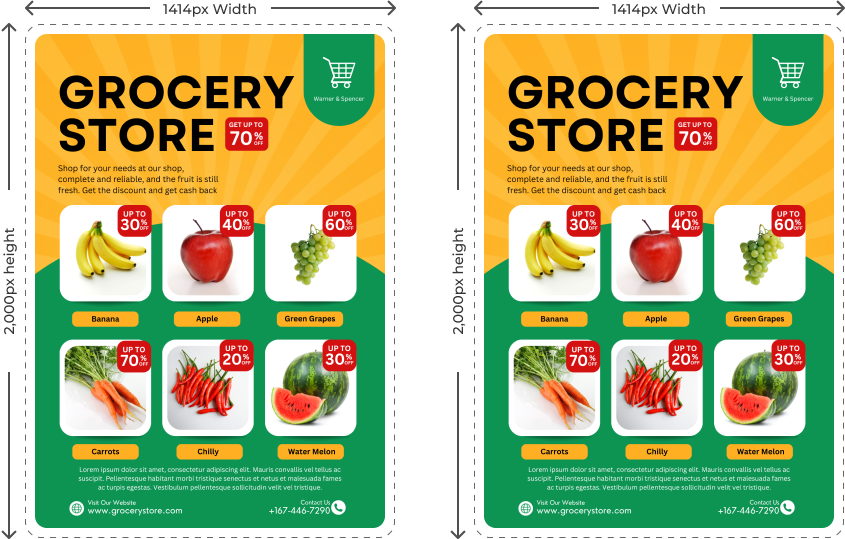 1414px Width
2,000px height
GROCERY
STORE
GET UP TO
70%
OFF
Warner & Spencer
Shop for your needs at our shop,
complete and reliable, and the fruit is still
fresh. Get the discount and get cash back
UP TO
30%
OFF
UP TO
40%
OFF
UP TO
60%
OFF
Banana
Apple
Green Grapes
UP TO
70%
OFF
UP TO
20%
OFF
UP TO
30%
OFF
Carrots
Chilly
Water Melon
Lorem ipsum dolor sit amet, consectetur adipiscing elit. Mauris convallis vel tellus ac
suscipit. Pellentesque habitant morbi tristique senectus et netus et malesuada fames
ac turpis egestas. Vestibulum pellentesque sollicitudin velit vel tristique.
Visit Our Website
www.grocerystore.com
Contact Us
+167-446-7290
1414px Width
2,000px height
GROCERY
STORE
GET UP TO
70%
OFF
Warner & Spencer
Shop for your needs at our shop,
complete and reliable, and the fruit is still
fresh. Get the discount and get cash back
UP TO
30%
OFF
UP TO
40%
OFF
UP TO
60%
OFF
Banana
Apple
Green Grapes
UP TO
70%
OFF
UP TO
20%
OFF
UP TO
30%
OFF
Carrots
Chilly
Water Melon
Lorem ipsum dolor sit amet, consectetur adipiscing elit. Mauris convallis vel tellus ac
suscipit. Pellentesque habitant morbi tristique senectus et netus et malesuada fames
ac turpis egestas. Vestibulum pellentesque sollicitudin velit vel tristique.
Visit Our Website
www.grocerystore.com
Contact Us
+167-446-7290